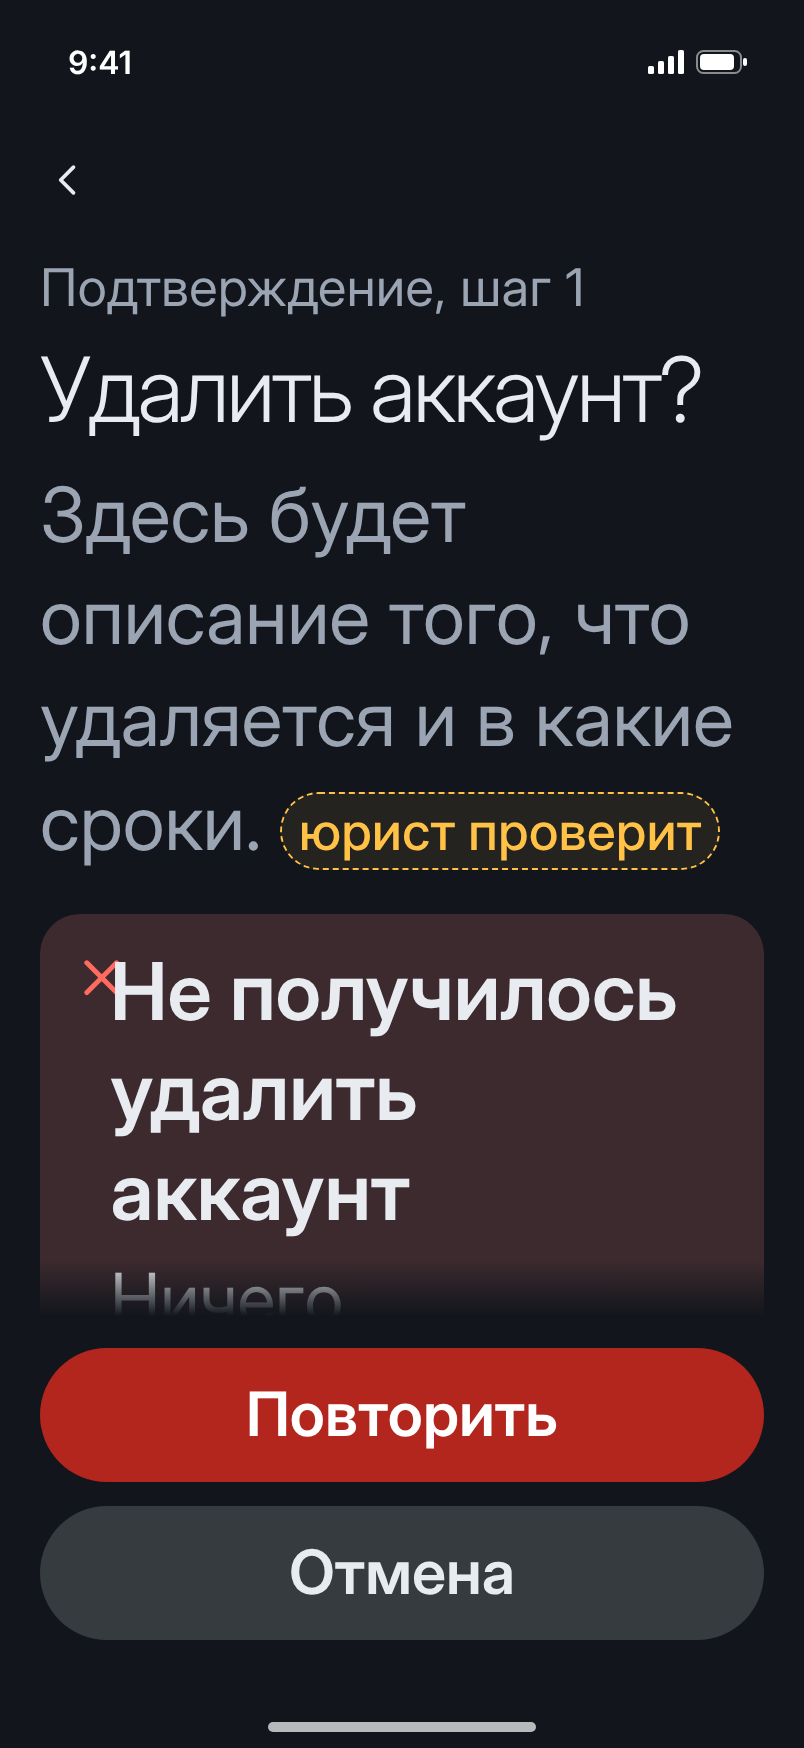 9:41
Подтверждение, шаг 1
Удалить аккаунт?
Здесь будет
описание того, что
удаляется и в какие
сроки. юрист проверит
Не получилось
удалить
аккаунт
Ничего
Повторить
Отмена